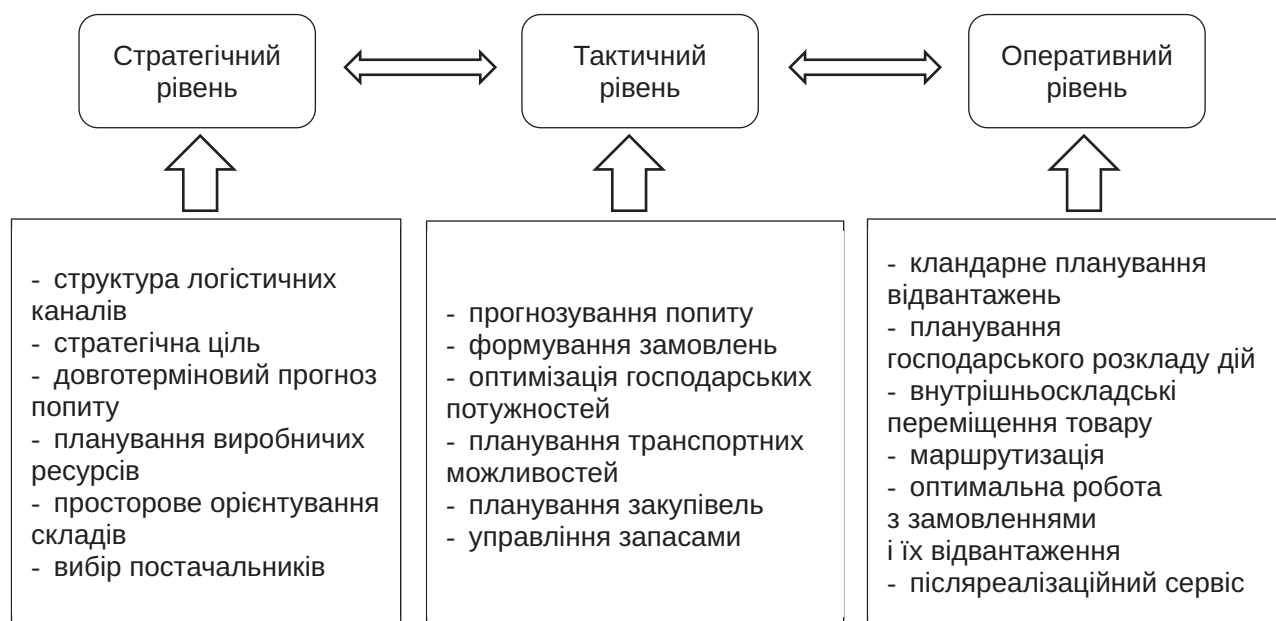 Стратегічний
рівень
Тактичний
рівень
Оперативний
рівень
- структура логістичних
каналів
- стратегічна ціль
- довготерміновий прогноз
попиту
- планування виробничих
ресурсів
- просторове орієнтування
складів
- вибір постачальників
- прогнозування попиту
- формування замовлень
- оптимізація господарських
потужностей
- планування транспортних
можливостей
- планування закупівель
- управління запасами
- кландарне планування
відвантажень
- планування
господарського розкладу дій
- внутрішньоскладські
переміщення товару
- маршрутизація
- оптимальна робота
з замовленнями
і їх відвантаження
- післяреалізаційний сервіс